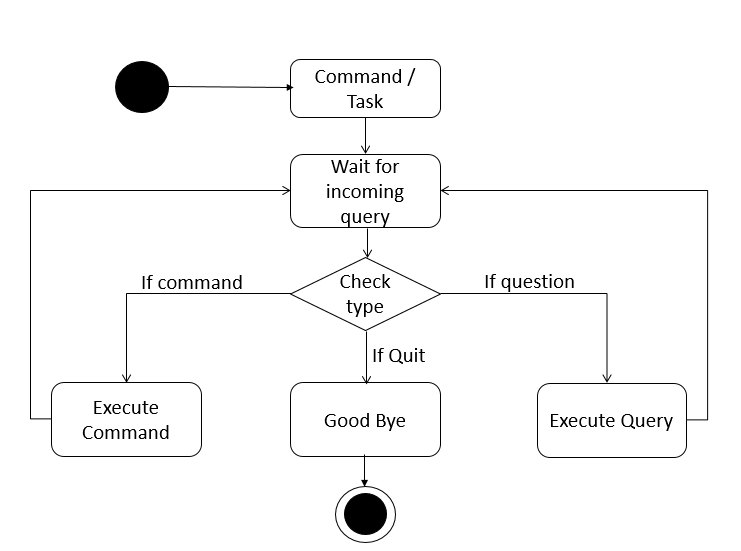 Command /
Task
Wait for
incoming
query
If command
Check
type
If question
If Quit
Execute
Command
Good Bye
Execute Query